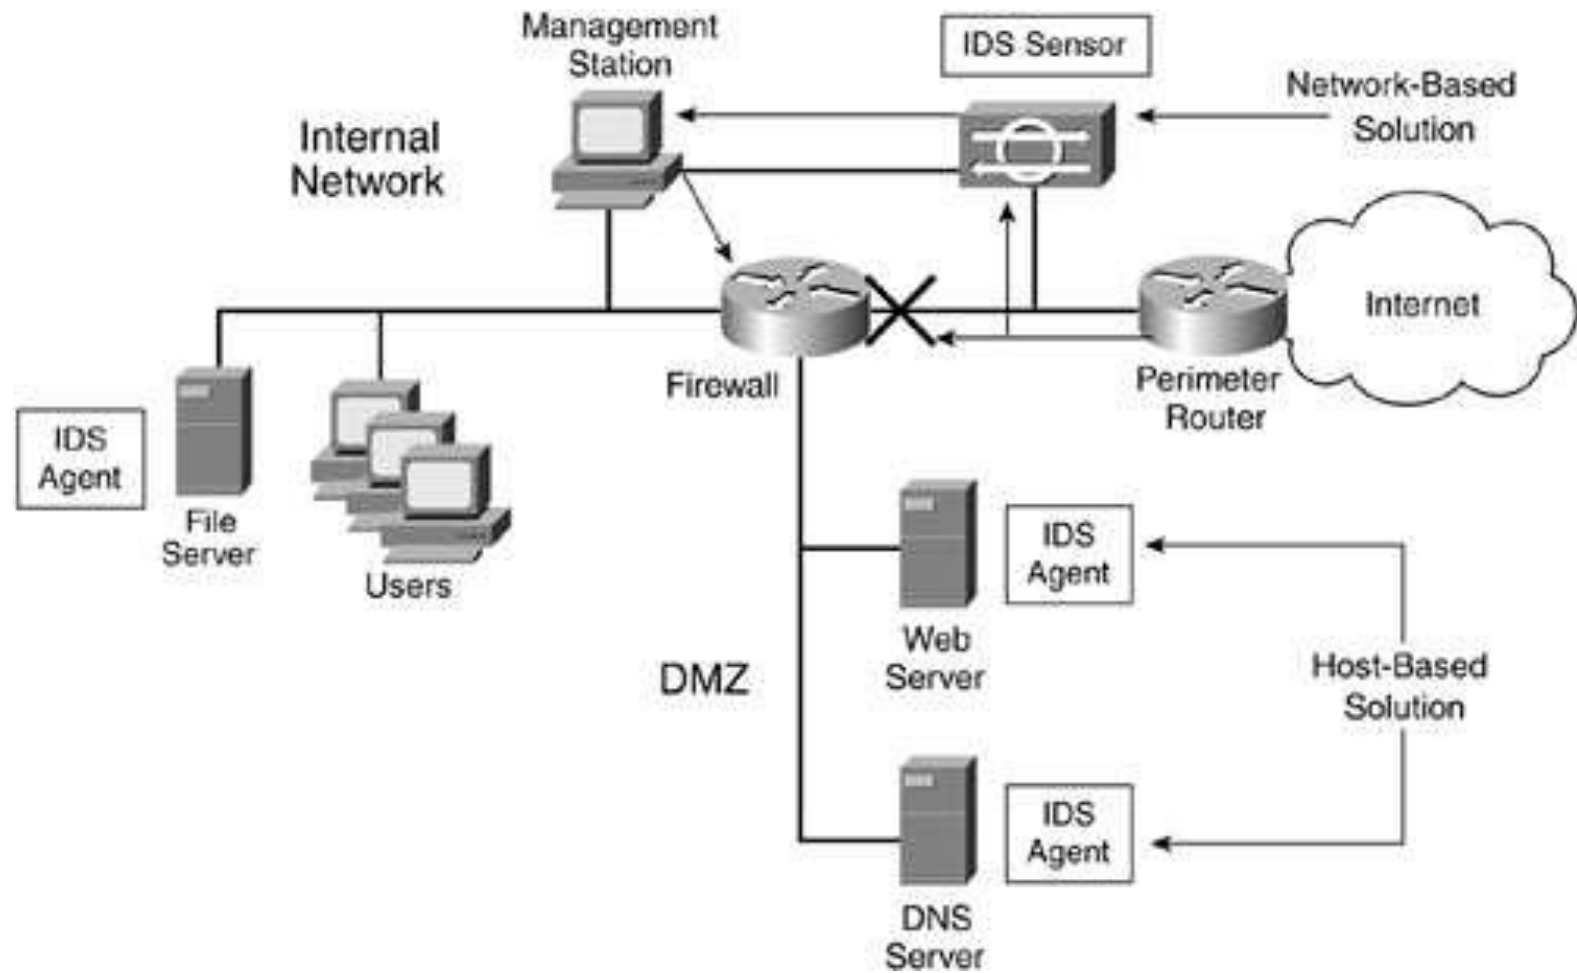 Management
Station
IDS Sensor
Network-Based
Solution
Internal
Network
Internet
Firewall
Perimeter
Router
IDS
Agent
File
Server
Users
IDS
Agent
Web
Server
DMZ
Host-Based
Solution
IDS
Agent
DNS
Server